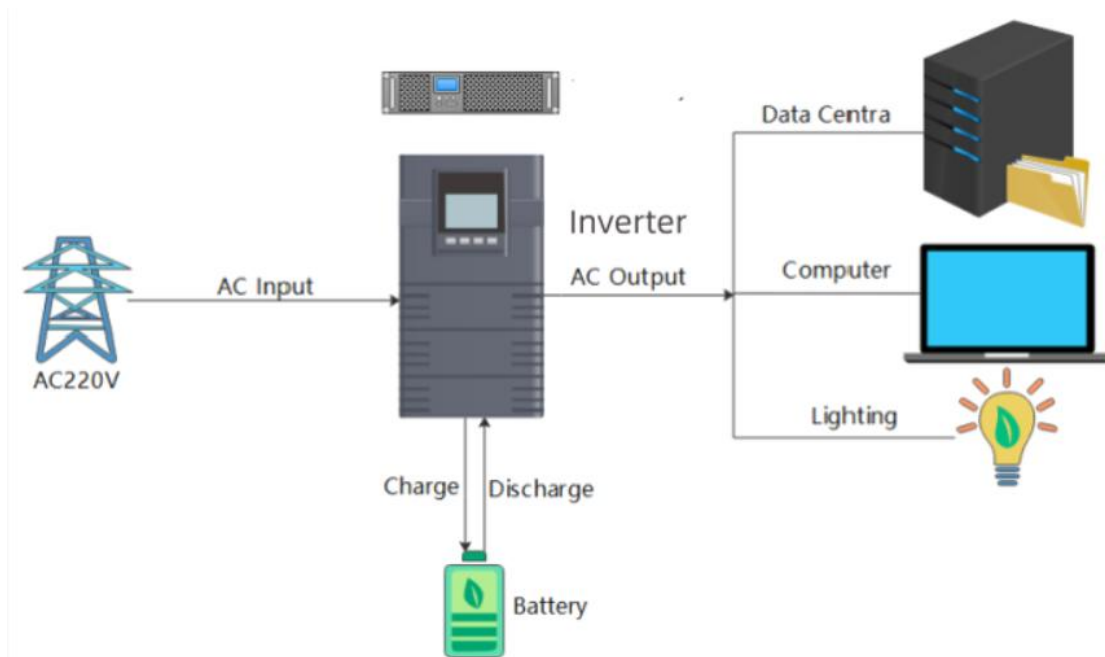 Data Centra
Inverter
AC Input
AC Output
Computer
AC220V
Lighting
Charge
Discharge
Battery